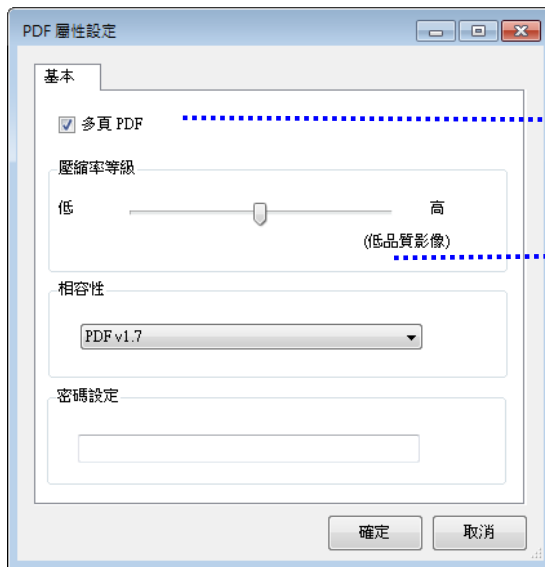 PDF 屬性設定
基本
多頁 PDF
壓縮率等級
低 高
(低品質影像)
相容性
PDF v1.7
密碼設定
確定 取消